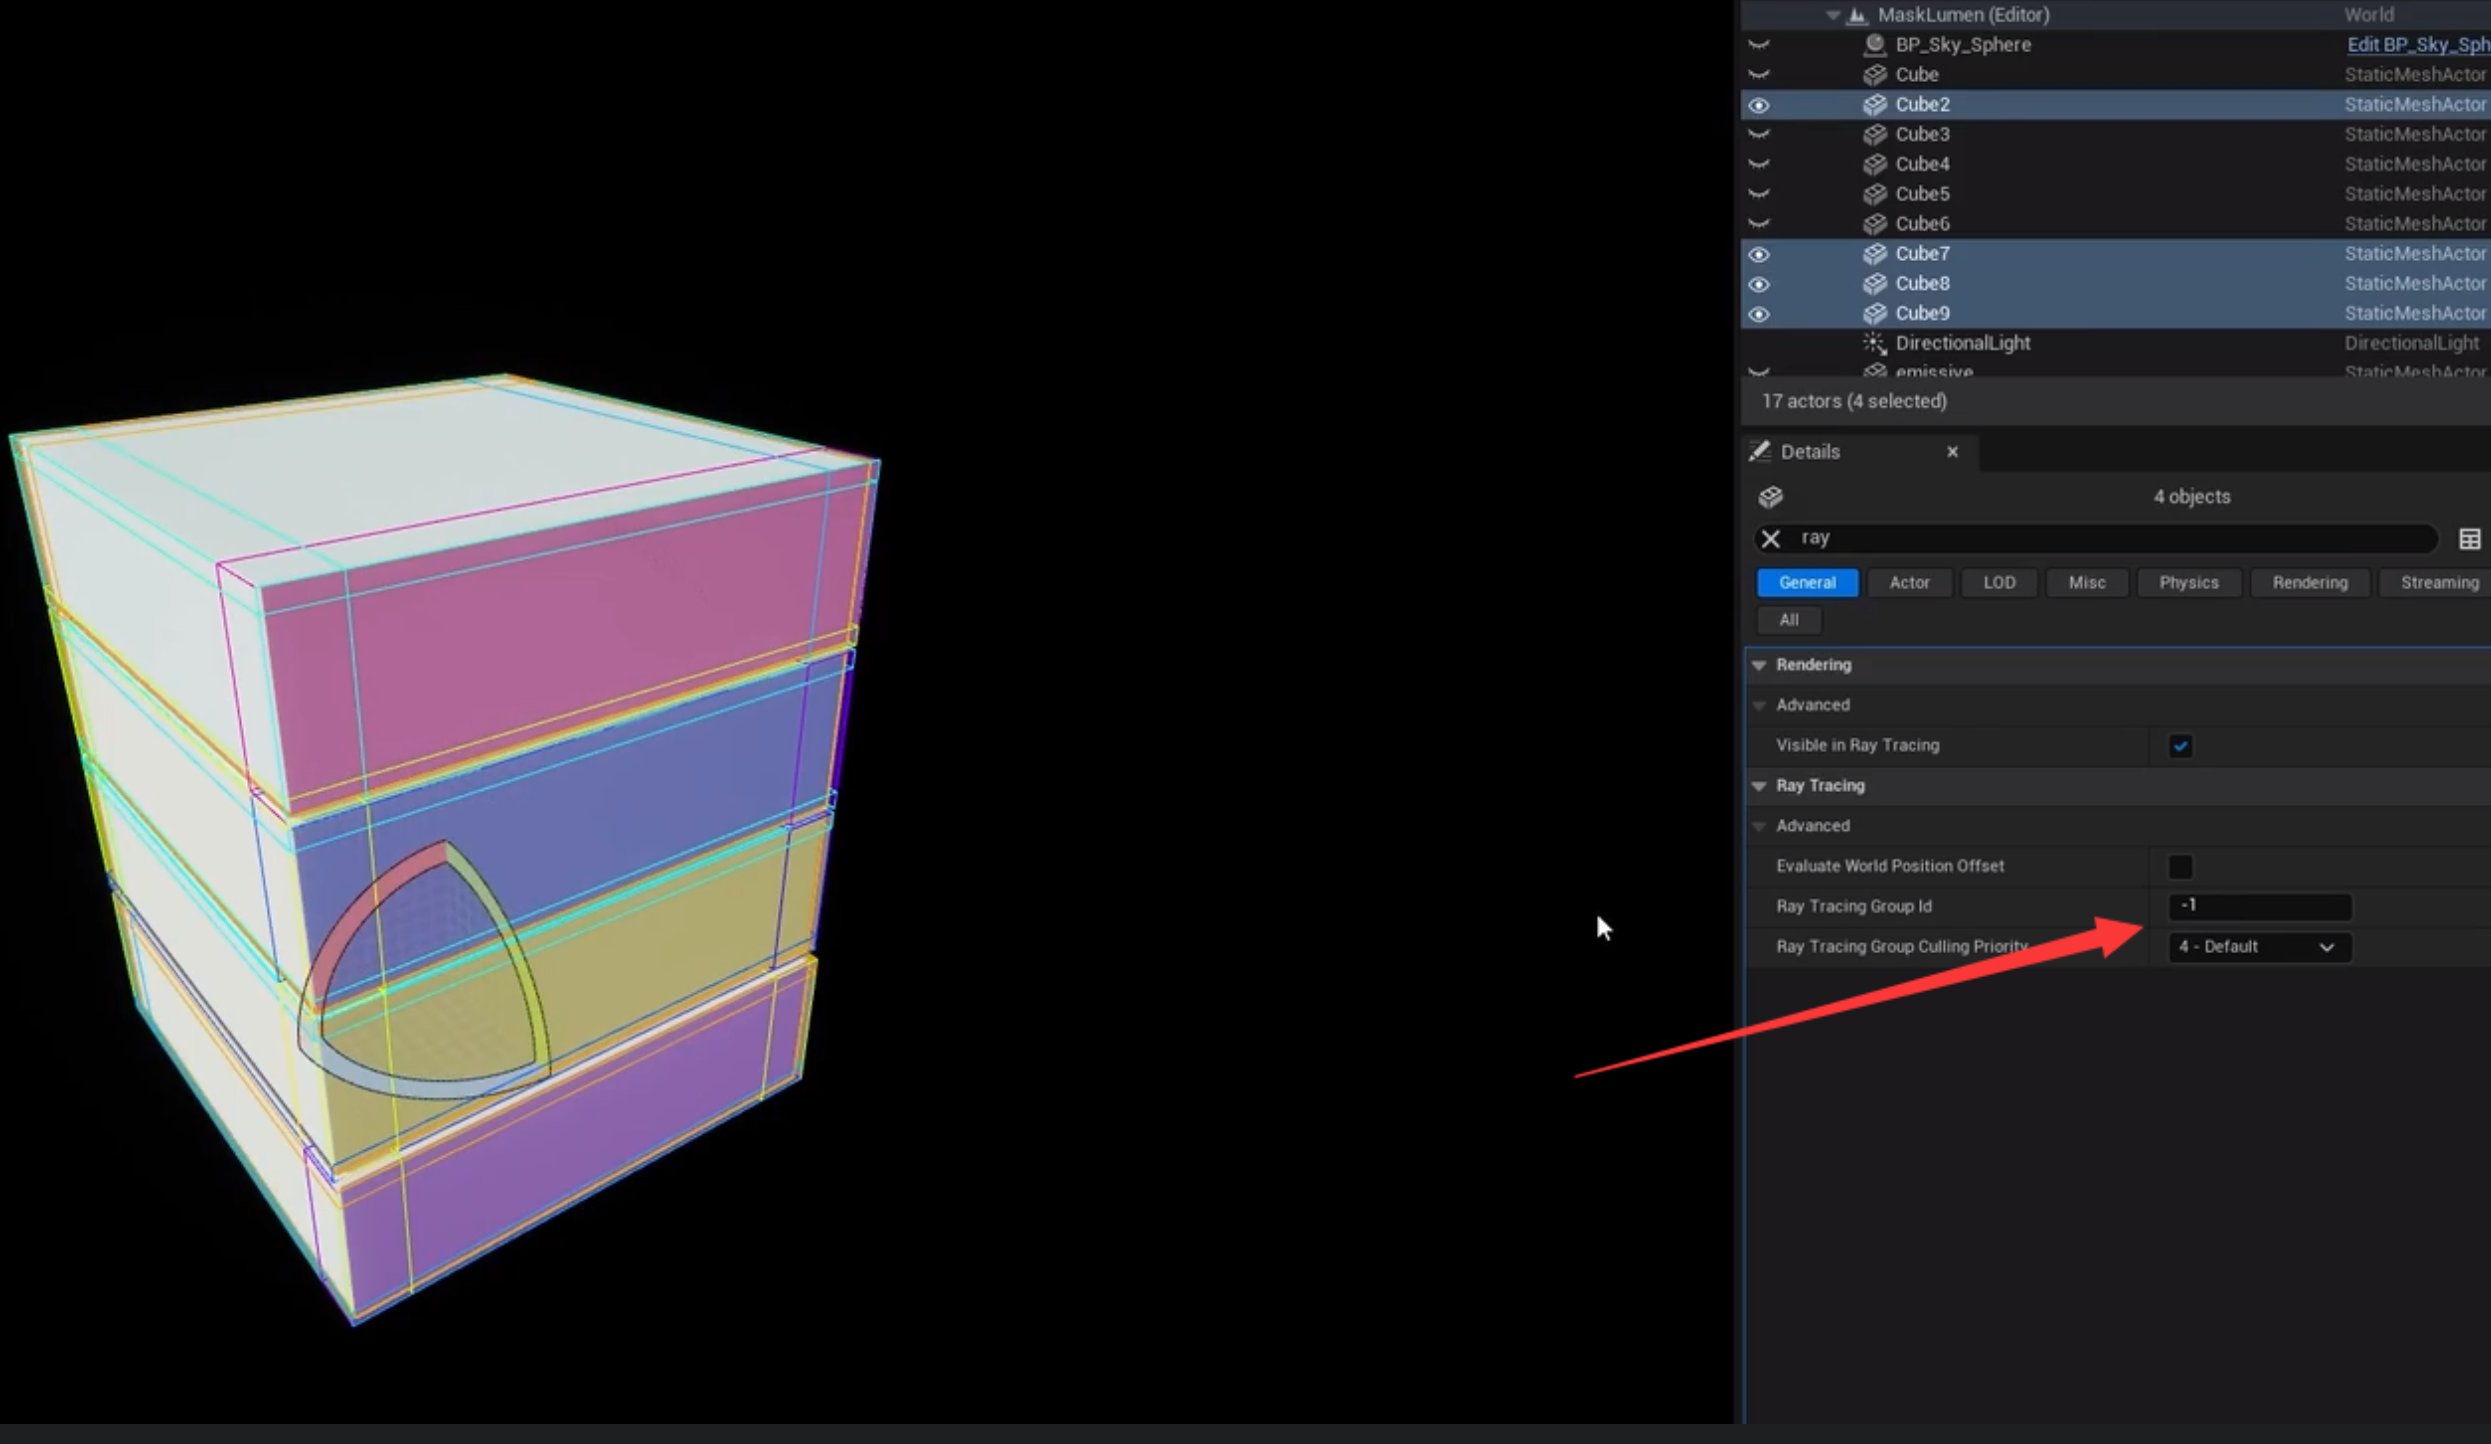 MaskLumen (Editor) World
BP_Sky_Sphere Edit BP_Sky_Sph
Cube StaticMeshActor
Cube2 StaticMeshActor
Cube3 StaticMeshActor
Cube4 StaticMeshActor
Cube5 StaticMeshActor
Cube6 StaticMeshActor
Cube7 StaticMeshActor
Cube8 StaticMeshActor
Cube9 StaticMeshActor
DirectionalLight DirectionalLight
emissive StaticMeshActor
17 actors (4 selected)
Details
4 objects
ray
General Actor LOD Misc Physics Rendering Streaming
All
Rendering
Advanced
Visible in Ray Tracing
Ray Tracing
Advanced
Evaluate World Position Offset
Ray Tracing Group Id -1
Ray Tracing Group Culling Priority 4 - Default